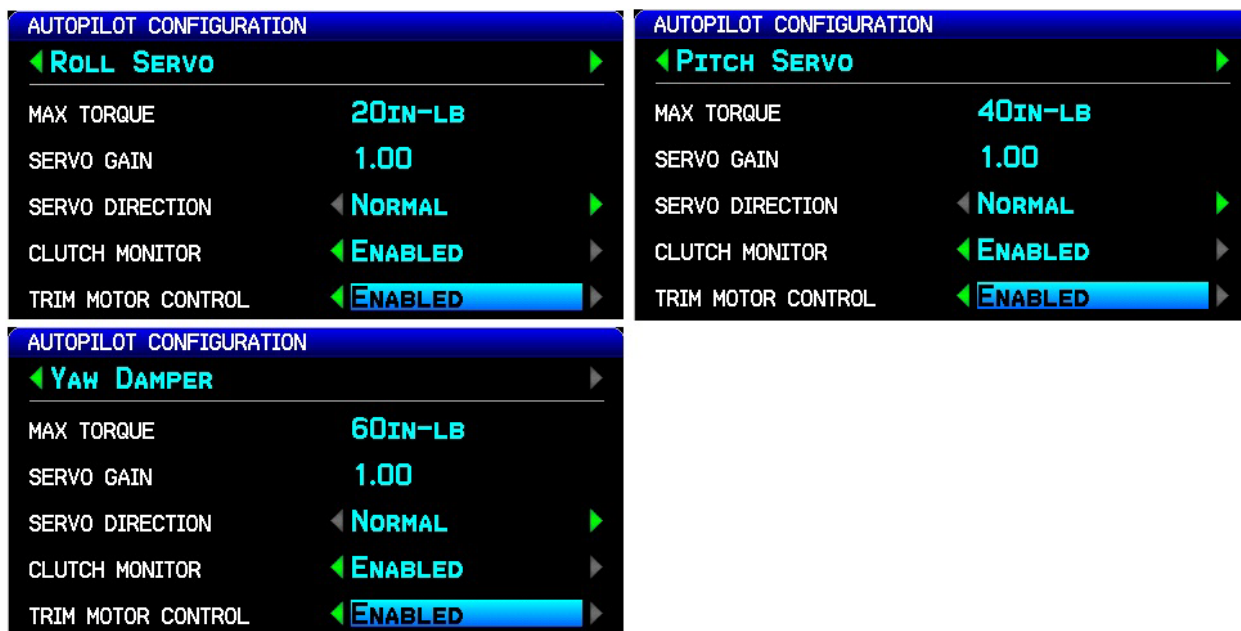 AUTOPILOT CONFIGURATION
ROLL SERVO
MAX TORQUE 20IN-LB
SERVO GAIN 1.00
SERVO DIRECTION NORMAL
CLUTCH MONITOR ENABLED
TRIM MOTOR CONTROL ENABLED
AUTOPILOT CONFIGURATION
PITCH SERVO
MAX TORQUE 40IN-LB
SERVO GAIN 1.00
SERVO DIRECTION NORMAL
CLUTCH MONITOR ENABLED
TRIM MOTOR CONTROL ENABLED
AUTOPILOT CONFIGURATION
YAW DAMPER
MAX TORQUE 60IN-LB
SERVO GAIN 1.00
SERVO DIRECTION NORMAL
CLUTCH MONITOR ENABLED
TRIM MOTOR CONTROL ENABLED